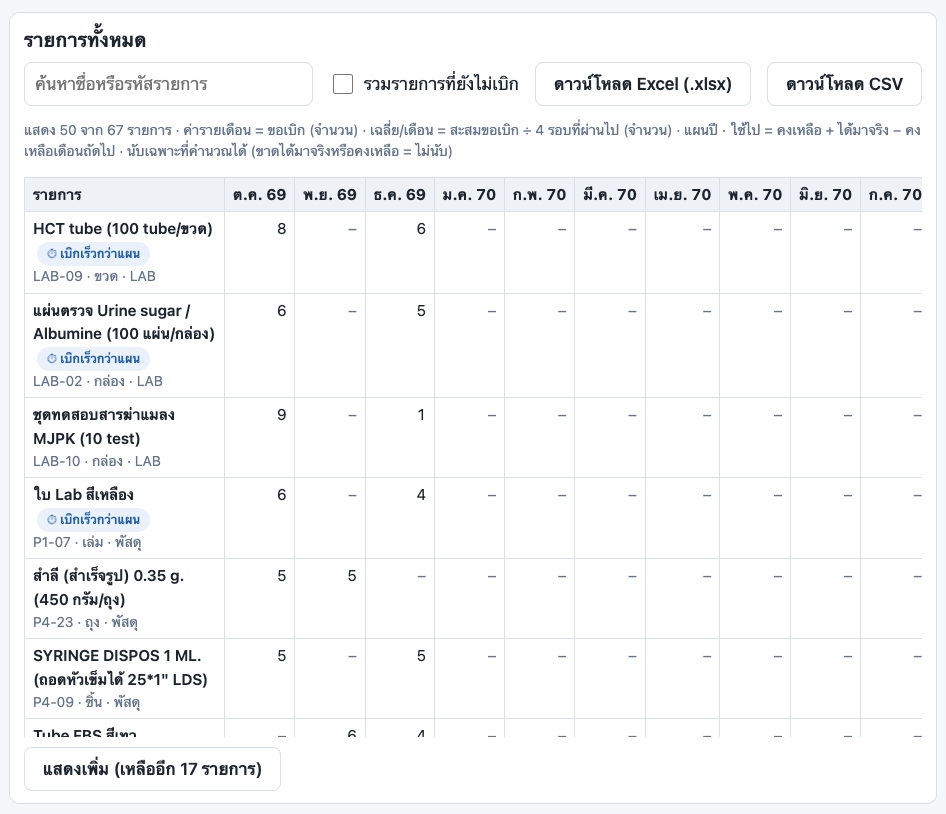 รายการทั้งหมด
ค้นหาชื่อหรือรหัสรายการ
รวมรายการที่ยังไม่เบิก
ดาวน์โหลด Excel (.xlsx)
ดาวน์โหลด CSV
แสดง 50 จาก 67 รายการ · ค่ารายเดือน = ขอเบิก (จำนวน) · เฉลี่ย/เดือน = สะสมขอเบิก ÷ 4 รอบที่ผ่านไป (จำนวน) · แผนปี · ใช้ไป = คงเหลือ + ได้มาจริง − คง
เหลือเดือนถัดไป · นับเฉพาะที่คำนวณได้ (ขาดได้มาจริงหรือคงเหลือ = ไม่นับ)
รายการ ต.ค. 69 พ.ย. 69 ธ.ค. 69 ม.ค. 70 ก.พ. 70 มี.ค. 70 เม.ย. 70 พ.ค. 70 มิ.ย. 70 ก.ค. 70
HCT tube (100 tube/ขวด) 8 – 6 – – – – – – –
⏱ เบิกเร็วกว่าแผน
LAB-09 · ขวด · LAB
แผ่นตรวจ Urine sugar / 6 – 5 – – – – – – –
Albumine (100 แผ่น/กล่อง)
⏱ เบิกเร็วกว่าแผน
LAB-02 · กล่อง · LAB
ชุดทดสอบสารฆ่าแมลง 9 – 1 – – – – – – –
MJPK (10 test)
LAB-10 · กล่อง · LAB
ใบ Lab สีเหลือง 6 – 4 – – – – – – –
⏱ เบิกเร็วกว่าแผน
P1-07 · เล่ม · พัสดุ
สำลี (สำเร็จรูป) 0.35 g. 5 5 – – – – – – – –
(450 กรัม/ถุง)
P4-23 · ถุง · พัสดุ
SYRINGE DISPOS 1 ML. 5 – 5 – – – – – – –
(ถอดหัวเข็มได้ 25*1" LDS)
P4-09 · ชิ้น · พัสดุ
Tube FBS สีเทา – 6 4 – – – – – – –
แสดงเพิ่ม (เหลืออีก 17 รายการ)